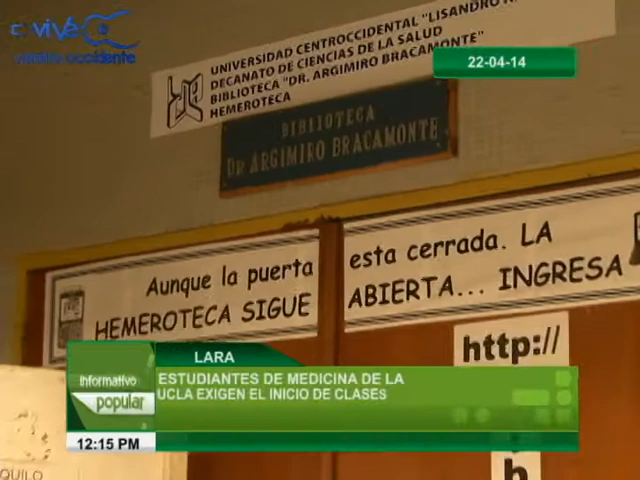 vive
centro occidente
UNIVERSIDAD CENTROCCIDENTAL "LISANDRO
DECANATO DE CIENCIAS DE LA SALUD
BIBLIOTECA "DR. ARGIMIRO BRACAMONTE"
HEMEROTECA
22-04-14
BIBLIOTECA
DR ARGIMIRO BRACAMONTE
Aunque la puerta esta cerrada. LA
HEMEROTECA SIGUE ABIERTA... INGRESA
http://
LARA
informativo
popular
ESTUDIANTES DE MEDICINA DE LA
UCLA EXIGEN EL INICIO DE CLASES
12:15 PM
h